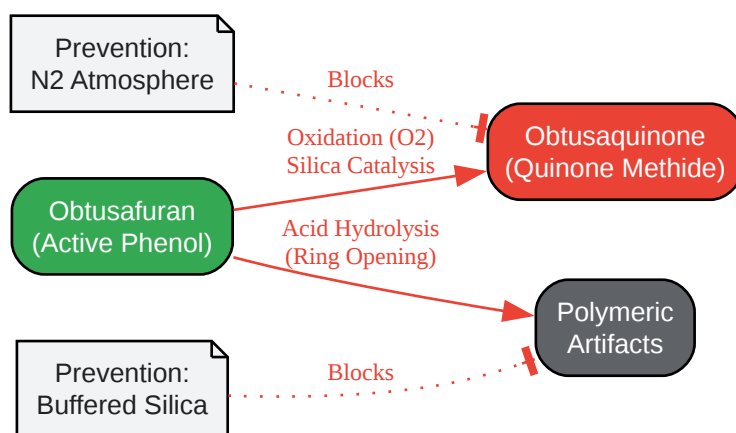 Prevention:
N2 Atmosphere
Blocks
Oxidation (O2)
Silica Catalysis
Obtusaquinone
(Quinone Methide)
Obtusafuran
(Active Phenol)
Acid Hydrolysis
(Ring Opening)
Polymeric
Artifacts
Prevention:
Buffered Silica
Blocks